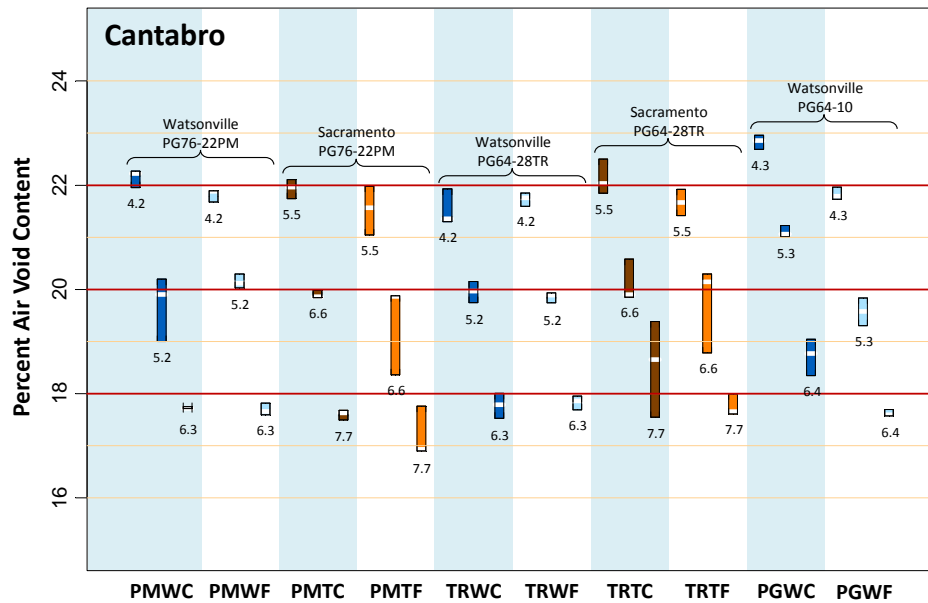 Cantabro
Percent Air Void Content
24
22
20
18
16
Watsonville
PG76-22PM
Sacramento
PG76-22PM
Watsonville
PG64-28TR
Sacramento
PG64-28TR
Watsonville
PG64-10
4.2
5.2
6.3
4.2
5.2
6.3
5.5
6.6
7.7
5.5
6.6
7.7
4.2
5.2
6.3
4.2
5.2
6.3
5.5
6.6
7.7
5.5
6.6
7.7
4.3
5.3
6.4
4.3
5.3
6.4
PMWC PMWF PMTC PMTF TRWC TRWF TRTC TRTF PGWC PGWF